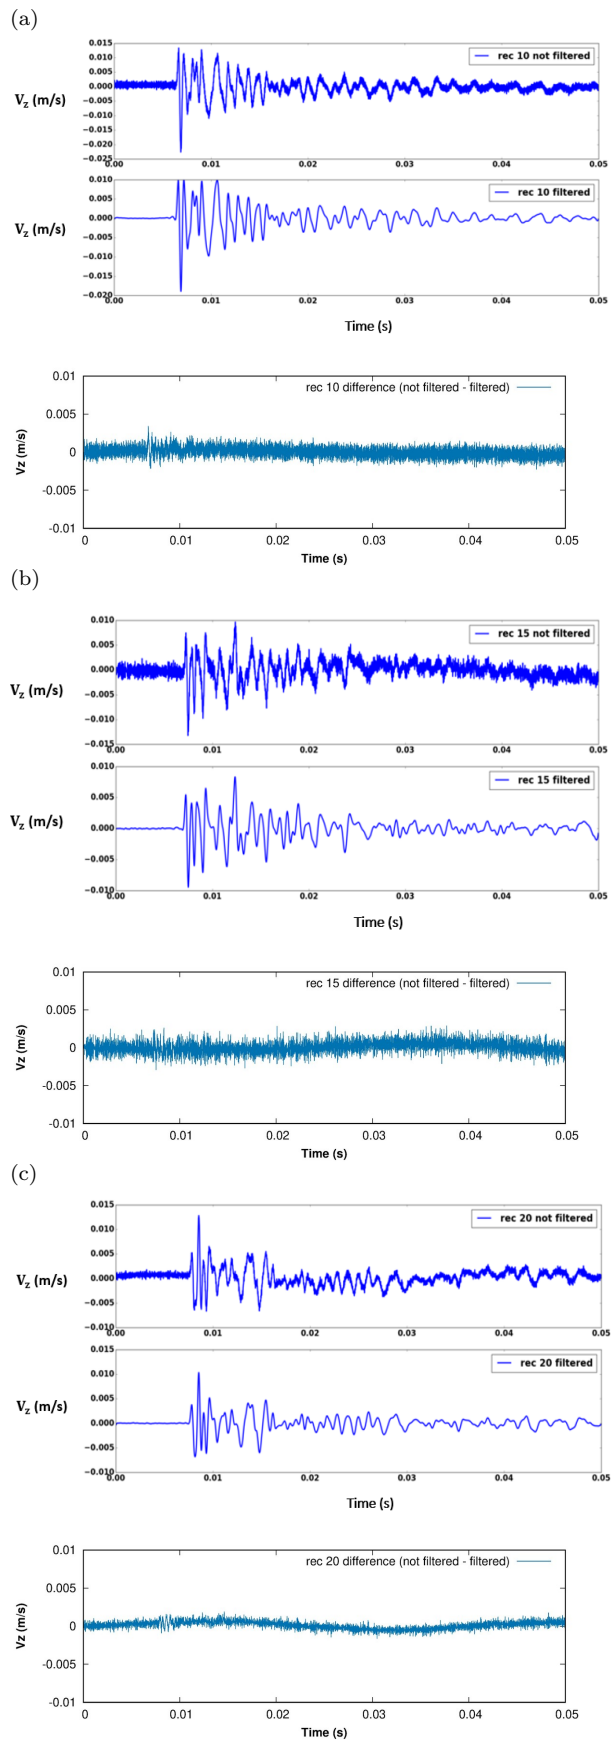 (a)
0.015
rec 10 not filtered
0.010
0.005
0.000
V_z (m/s)
−0.005
−0.010
−0.015
−0.020
−0.025
0.00 0.01 0.02 0.03 0.04 0.05
0.010
rec 10 filtered
0.005
V_z (m/s)
0.000
−0.005
−0.010
−0.015
−0.020
0.00 0.01 0.02 0.03 0.04 0.05
Time (s)
0.01
rec 10 difference (not filtered - filtered)
0.005
Vz (m/s)
0
-0.005
-0.01
0 0.01 0.02 0.03 0.04 0.05
Time (s)
(b)
0.010
rec 15 not filtered
0.005
0.000
V_z (m/s)
−0.005
−0.010
−0.015
0.00 0.01 0.02 0.03 0.04 0.05
0.010
rec 15 filtered
0.005
V_z (m/s)
0.000
−0.005
−0.010
0.00 0.01 0.02 0.03 0.04 0.05
Time (s)
0.01
rec 15 difference (not filtered - filtered)
0.005
Vz (m/s)
0
-0.005
-0.01
0 0.01 0.02 0.03 0.04 0.05
Time (s)
(c)
0.015
rec 20 not filtered
0.010
0.005
V_z (m/s)
0.000
−0.005
−0.010
0.00 0.01 0.02 0.03 0.04 0.05
0.015
rec 20 filtered
0.010
0.005
V_z (m/s)
0.000
−0.005
−0.010
0.00 0.01 0.02 0.03 0.04 0.05
Time (s)
0.01
rec 20 difference (not filtered - filtered)
0.005
Vz (m/s)
0
-0.005
-0.01
0 0.01 0.02 0.03 0.04 0.05
Time (s)